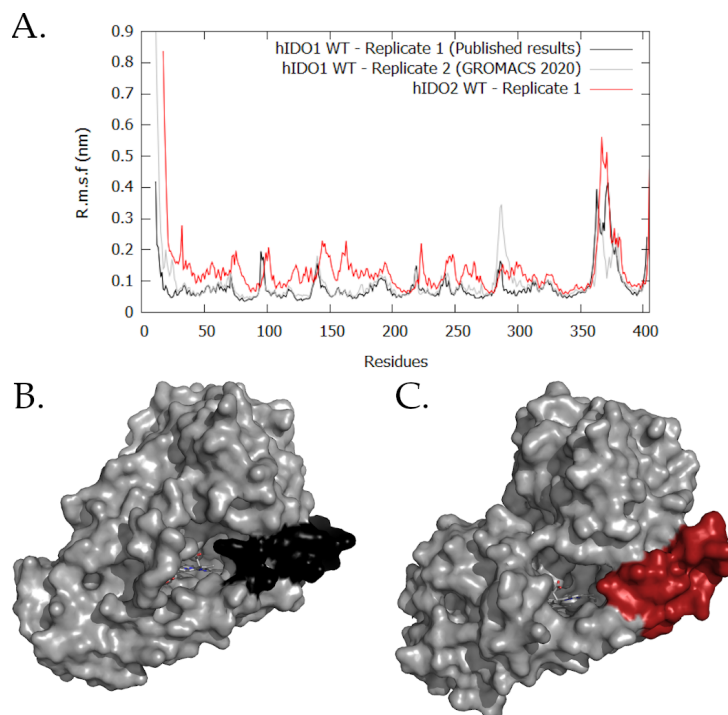 A.
hIDO1 WT - Replicate 1 (Published results)
hIDO1 WT - Replicate 2 (GROMACS 2020)
hIDO2 WT - Replicate 1
R.m.s.f (nm)
0.9
0.8
0.7
0.6
0.5
0.4
0.3
0.2
0.1
0
0 50 100 150 200 250 300 350 400
Residues
B.
C.